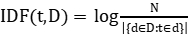 IDF(t,D) = log N/|{d∈D:t∈d}|